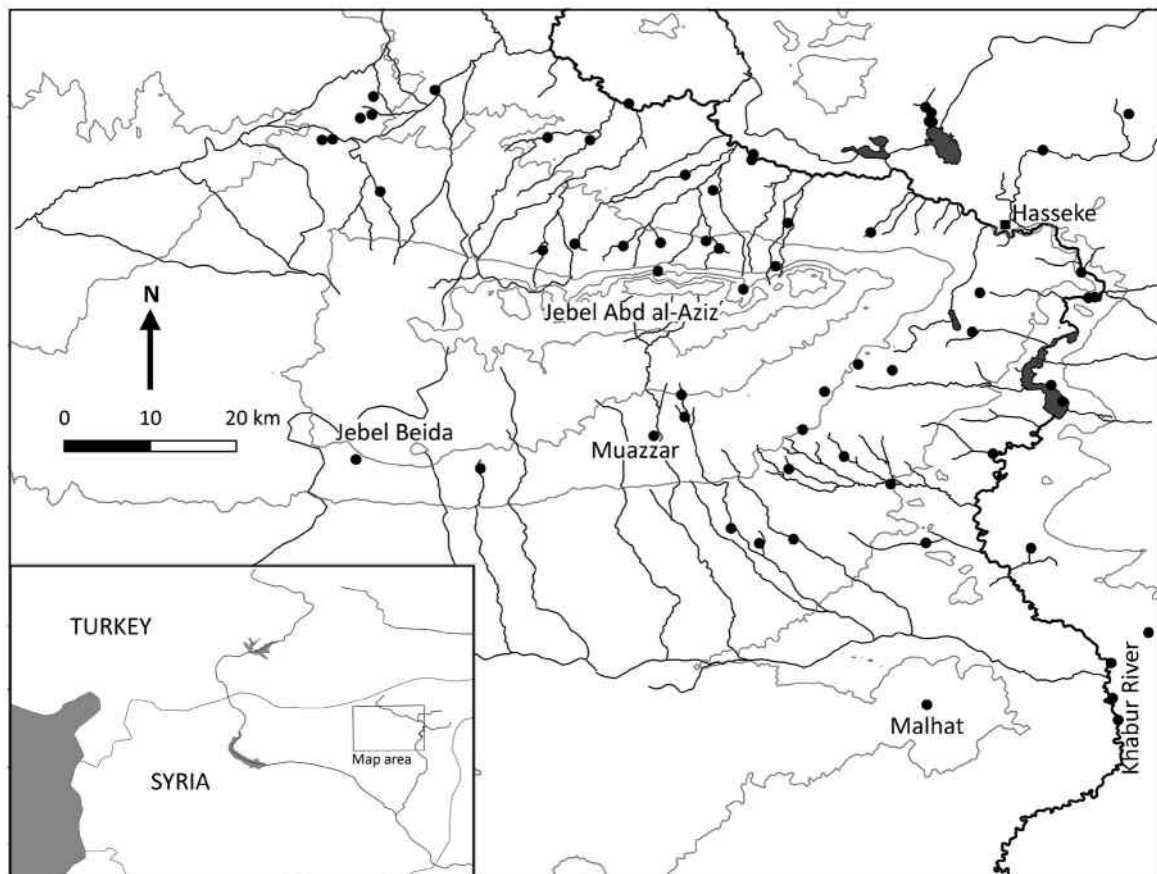 Hasseke
Jebel Abd al-Aziz
N
0 10 20 km
Jebel Beida
Muazzar
Khabur River
Malhat
TURKEY
SYRIA
Map area